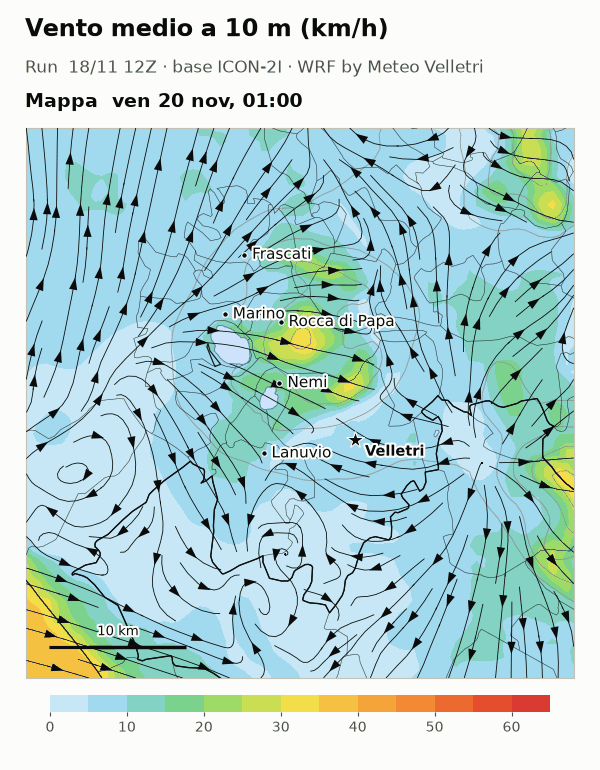 Vento medio a 10 m (km/h)
Run  18/11 12Z · base ICON-2I · WRF by Meteo Velletri
Mappa  ven 20 nov, 01:00
Frascati
Marino
Rocca di Papa
Nemi
Velletri
Lanuvio
10 km
0 10 20 30 40 50 60